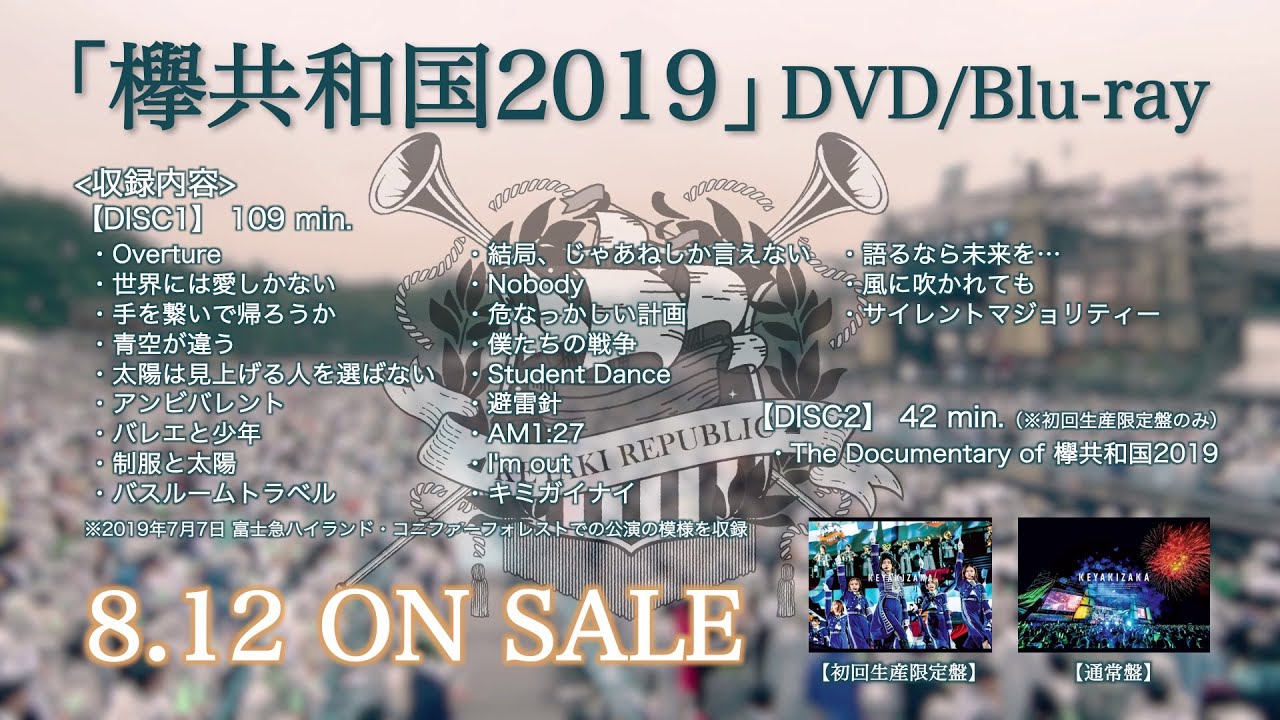 「欅共和国2019」DVD/Blu-ray
<収録内容>
【DISC1】 109 min.
・Overture
・世界には愛しかない
・手を繋いで帰ろうか
・青空が違う
・太陽は見上げる人を選ばない
・アンビバレント
・バレエと少年
・制服と太陽
・バスルームトラベル
・結局、じゃあねしか言えない
・Nobody
・危なっかしい計画
・僕たちの戦争
・Student Dance
・避雷針
・AM1:27
・I'm out
・キミガイナイ
・語るなら未来を…
・風に吹かれても
・サイレントマジョリティー
※2019年7月7日 富士急ハイランド・コニファーフォレストでの公演の模様を収録
【DISC2】 42 min.（※初回生産限定盤のみ）
・The Documentary of 欅共和国2019
KEYAKI REPUBLIC
8.12 ON SALE
KEYAKIZAKA
【初回生産限定盤】
KEYAKIZAKA
【通常盤】